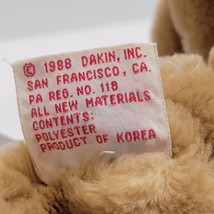 © 1988 DAKIN, INC.
SAN FRANCISCO, CA.
PA REG. NO. 118
ALL NEW MATERIALS
CONTENTS:
POLYESTER
PRODUCT OF KOREA